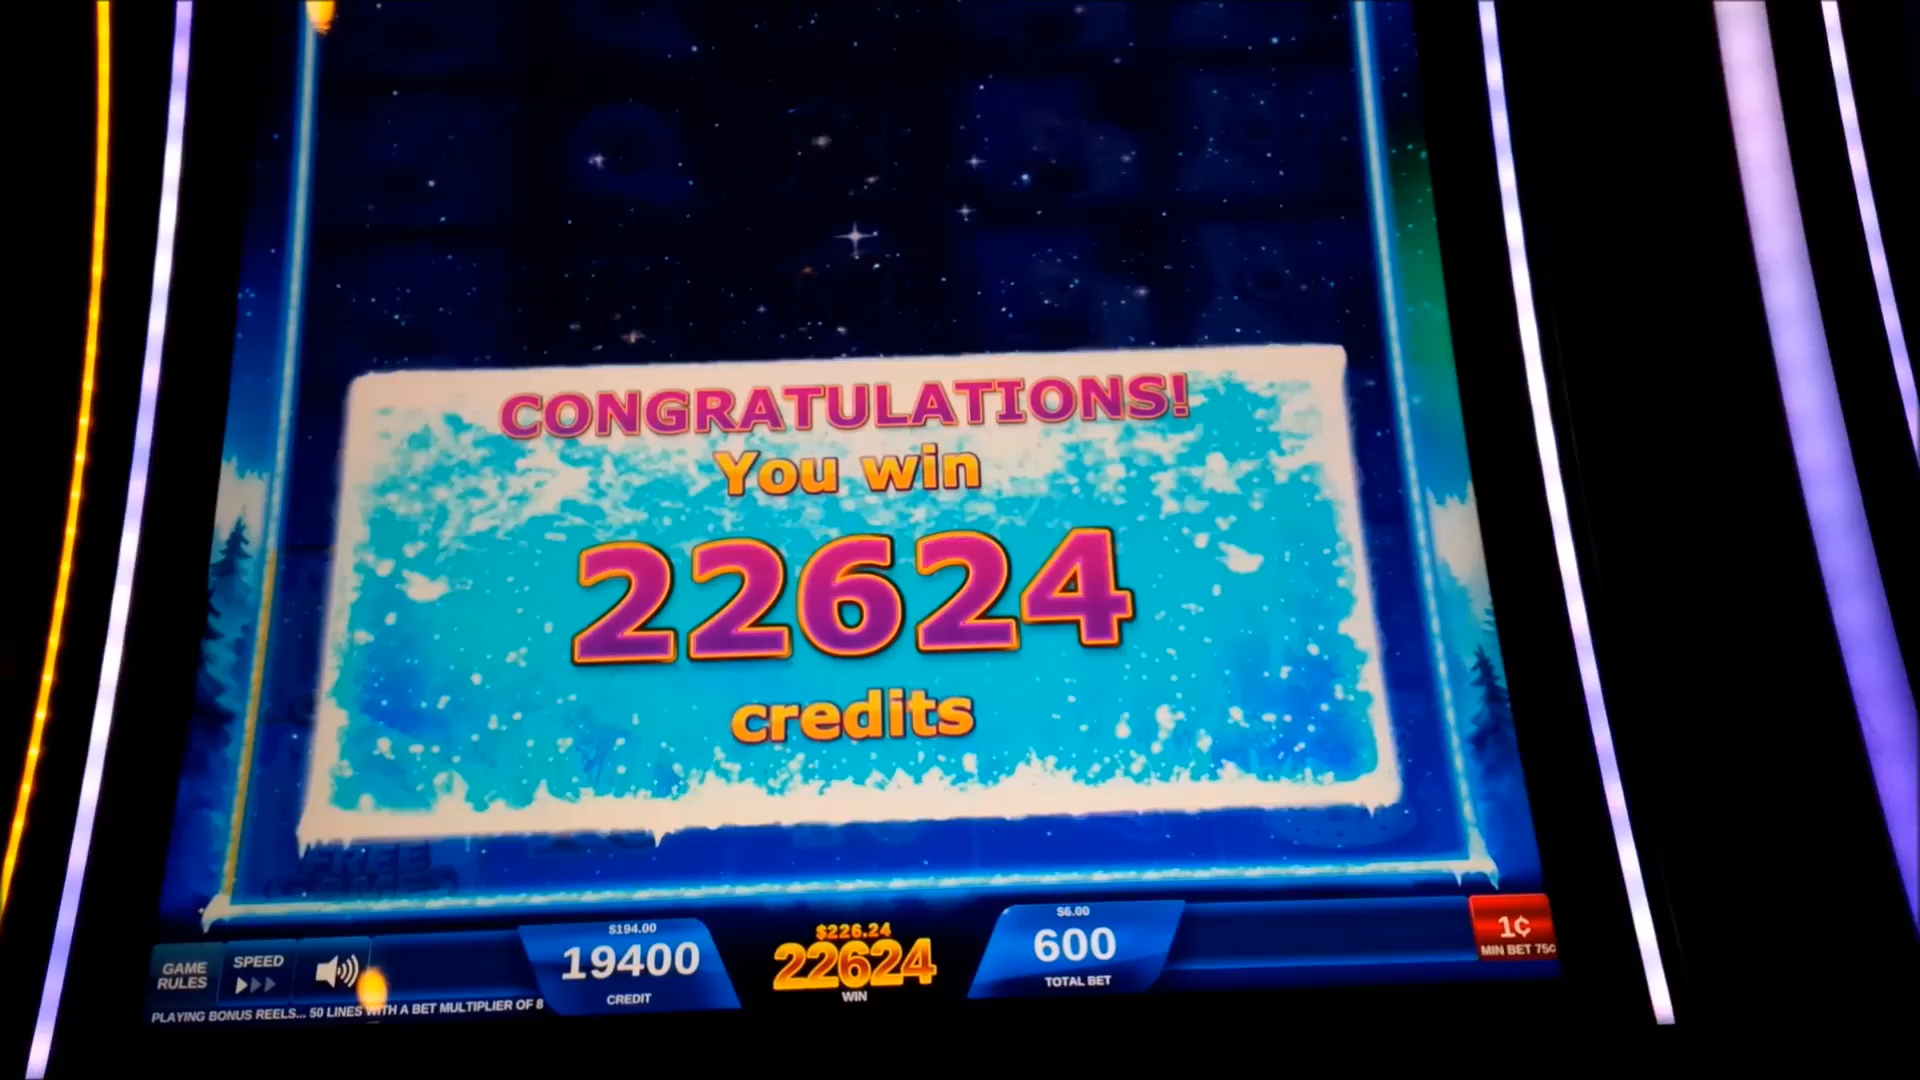 CONGRATULATIONS!
You win
22624
credits
GAME RULES
SPEED
$194.00
19400
CREDIT
$226.24
22624
WIN
$6.00
600
TOTAL BET
1¢
MIN BET 75¢
PLAYING BONUS REELS... 50 LINES WITH A BET MULTIPLIER OF 8
FREE